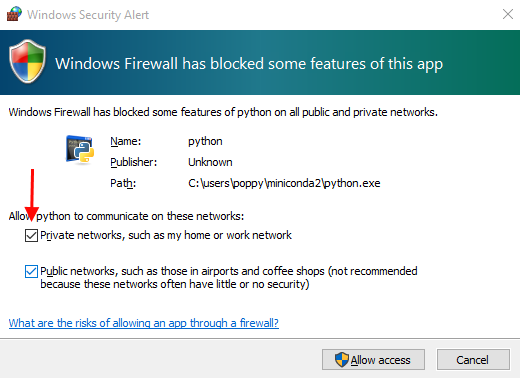 Windows Security Alert
Windows Firewall has blocked some features of this app
Windows Firewall has blocked some features of python on all public and private networks.
Name: python
Publisher: Unknown
Path: C:\users\poppy\miniconda2\python.exe
Allow python to communicate on these networks:
Private networks, such as my home or work network
Public networks, such as those in airports and coffee shops (not recommended
because these networks often have little or no security)
What are the risks of allowing an app through a firewall?
Allow access Cancel